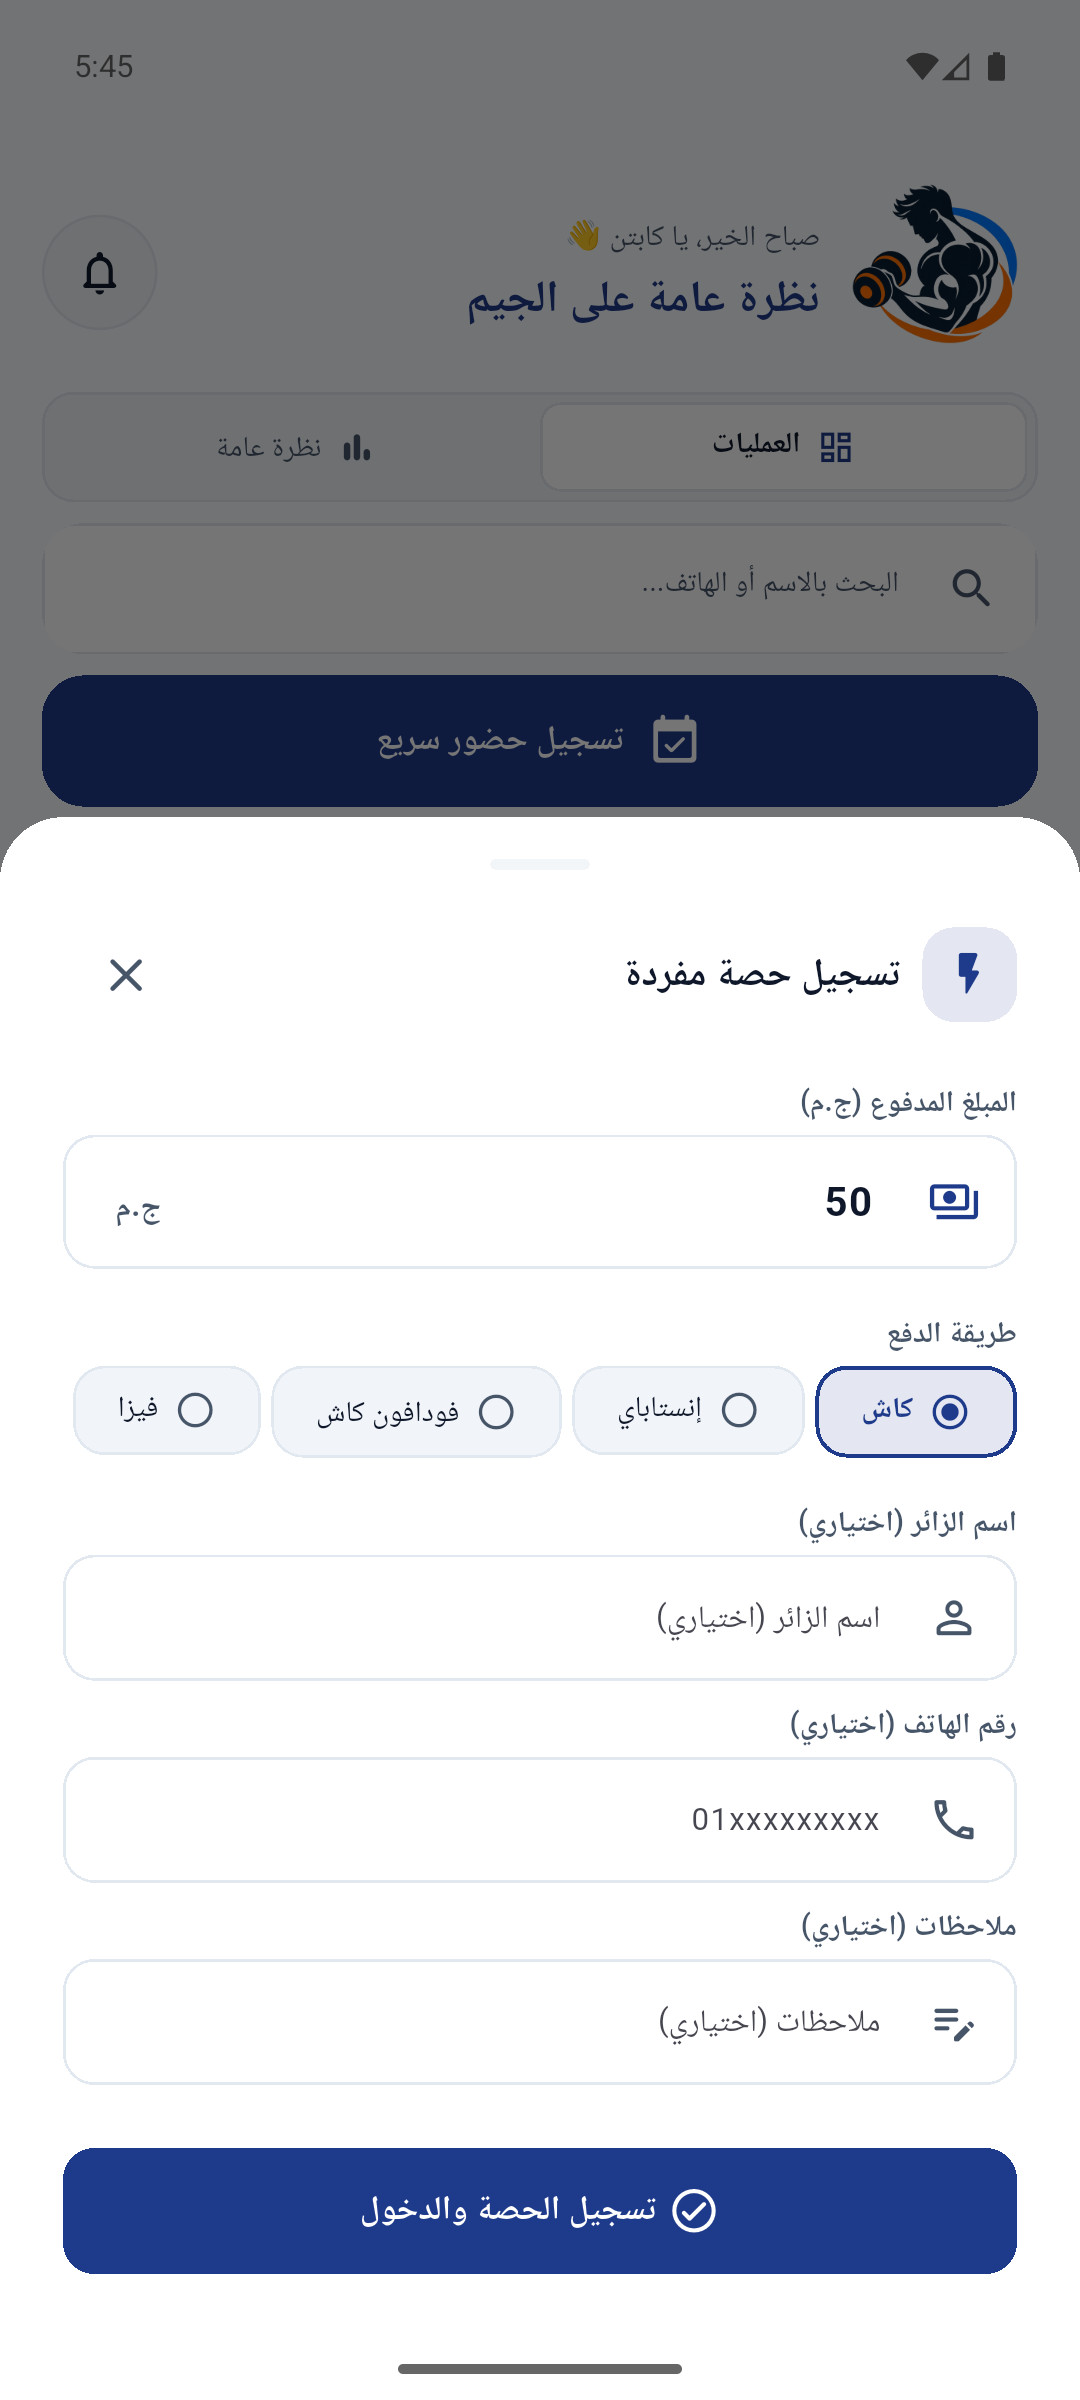 5:45
صباح الخير، يا كابتن 👋
نظرة عامة على الجيم
العمليات
نظرة عامة
البحث بالاسم أو الهاتف...
تسجيل حضور سريع
تسجيل حصة مفردة
المبلغ المدفوع (ج.م)
50
ج.م
طريقة الدفع
كاش
إنستاباي
فودافون كاش
فيزا
اسم الزائر (اختياري)
اسم الزائر (اختياري)
رقم الهاتف (اختياري)
01xxxxxxxxx
ملاحظات (اختياري)
ملاحظات (اختياري)
تسجيل الحصة والدخول